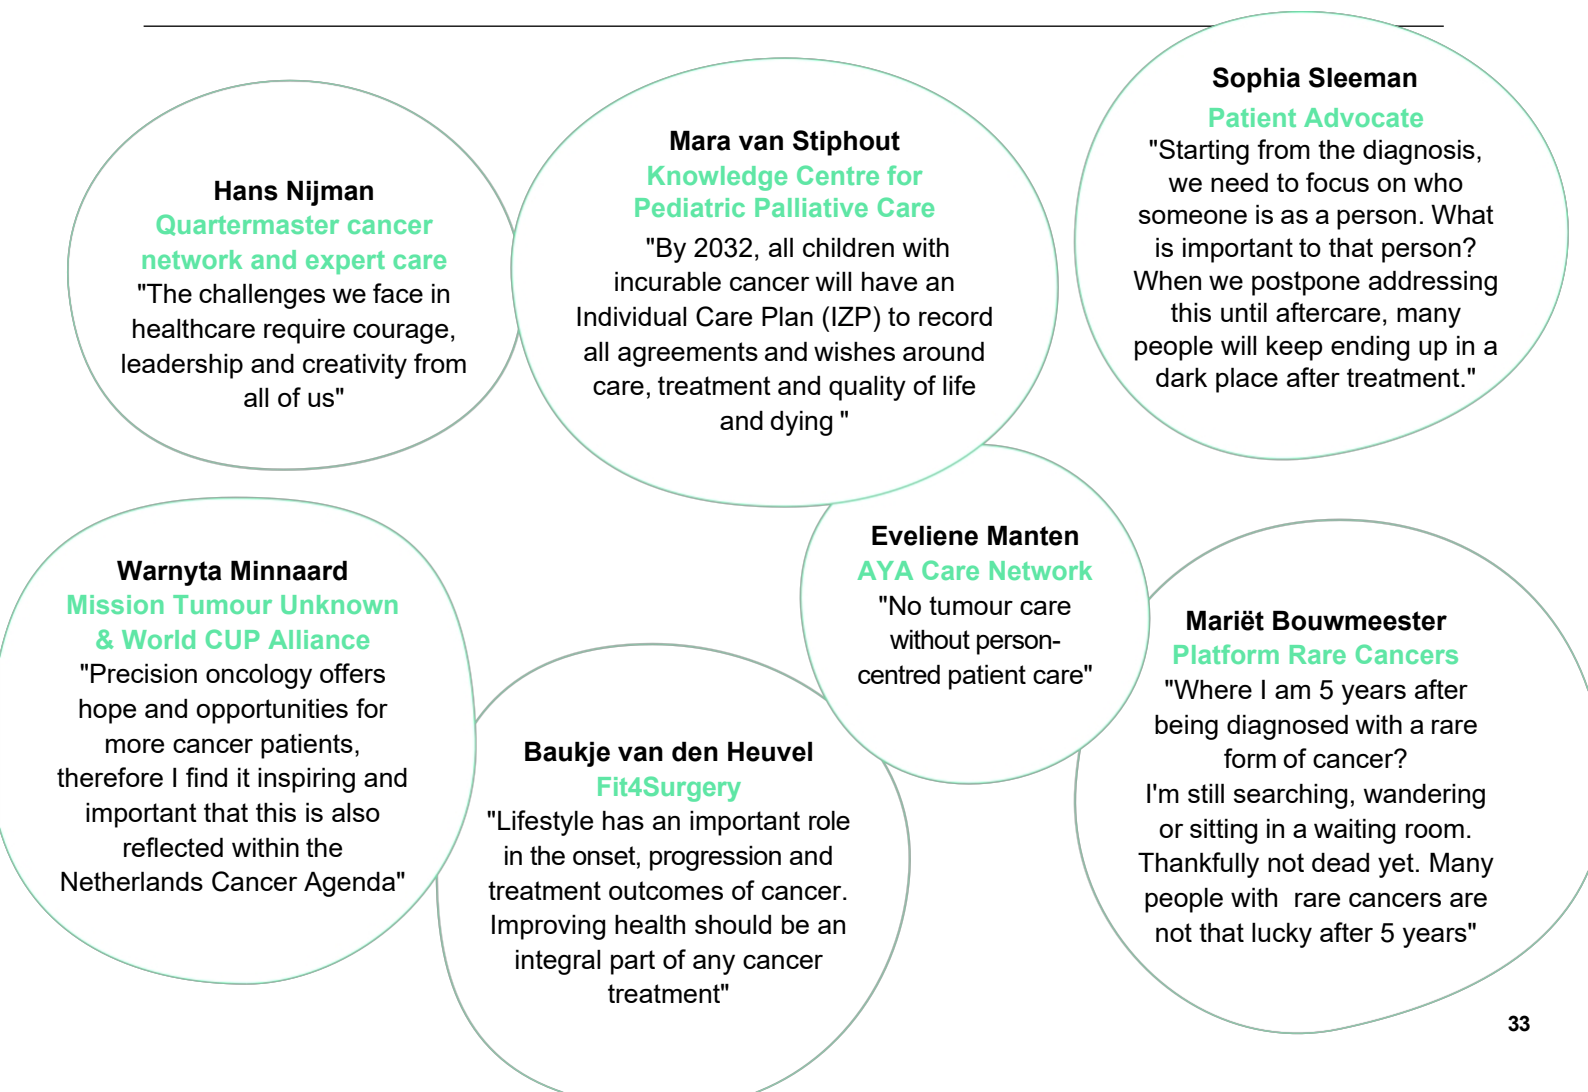 Hans Nijman
Quartermaster cancer
network and expert care
"The challenges we face in
healthcare require courage,
leadership and creativity from
all of us"
Mara van Stiphout
Knowledge Centre for
Pediatric Palliative Care
"By 2032, all children with
incurable cancer will have an
Individual Care Plan (IZP) to record
all agreements and wishes around
care, treatment and quality of life
and dying "
Sophia Sleeman
Patient Advocate
"Starting from the diagnosis,
we need to focus on who
someone is as a person. What
is important to that person?
When we postpone addressing
this until aftercare, many
people will keep ending up in a
dark place after treatment."
Warnyta Minnaard
Mission Tumour Unknown
& World CUP Alliance
"Precision oncology offers
hope and opportunities for
more cancer patients,
therefore I find it inspiring and
important that this is also
reflected within the
Netherlands Cancer Agenda"
Baukje van den Heuvel
Fit4Surgery
"Lifestyle has an important role
in the onset, progression and
treatment outcomes of cancer.
Improving health should be an
integral part of any cancer
treatment"
Eveliene Manten
AYA Care Network
"No tumour care
without person-
centred patient care"
Mariët Bouwmeester
Platform Rare Cancers
"Where I am 5 years after
being diagnosed with a rare
form of cancer?
I'm still searching, wandering
or sitting in a waiting room.
Thankfully not dead yet. Many
people with  rare cancers are
not that lucky after 5 years"
33